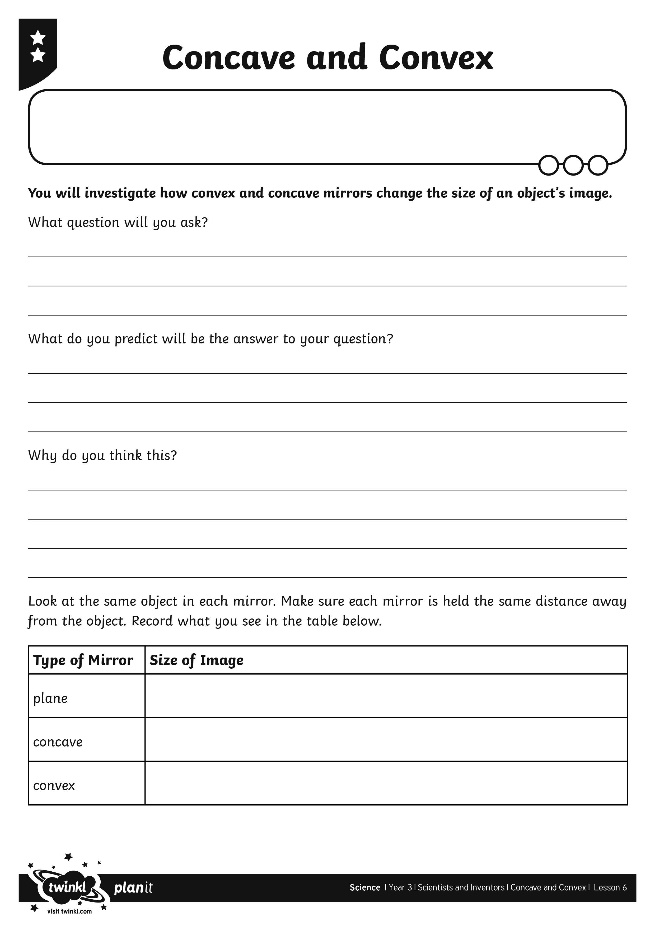 Concave and Convex
You will investigate how convex and concave mirrors change the size of an object's image.
What question will you ask?
What do you predict will be the answer to your question?
Why do you think this?
Look at the same object in each mirror. Make sure each mirror is held the same distance away
from the object. Record what you see in the table below.
Type of Mirror Size of Image
plane
concave
convex
twinkl planit
visit twinkl.com
Science | Year 3 | Scientists and Inventors | Concave and Convex | Lesson 6